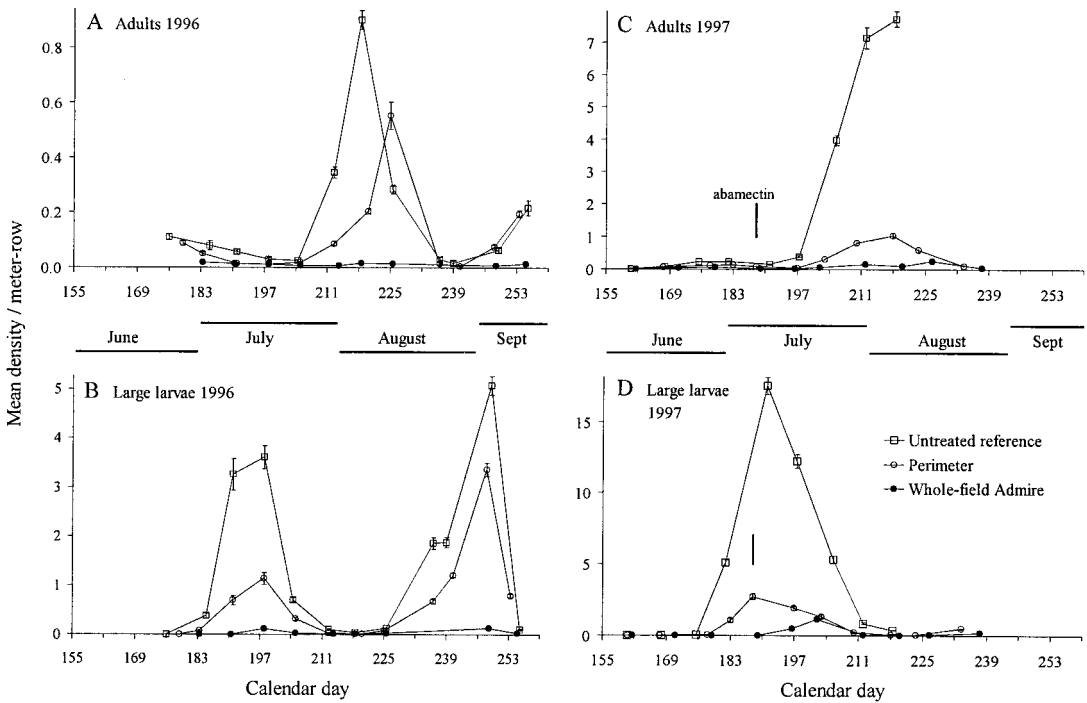 Mean density / meter-row
A Adults 1996
0.8
0.6
0.4
0.2
0.0
155 169 183 197 211 225 239 253
C Adults 1997
7
6
5
4
3
2
1
0
abamectin
155 169 183 197 211 225 239 253
June July August Sept
June July August Sept
B Large larvae 1996
5
4
3
2
1
0
155 169 183 197 211 225 239 253
Calendar day
D Large larvae
1997
15
10
5
0
Untreated reference
Perimeter
Whole-field Admire
155 169 183 197 211 225 239 253
Calendar day